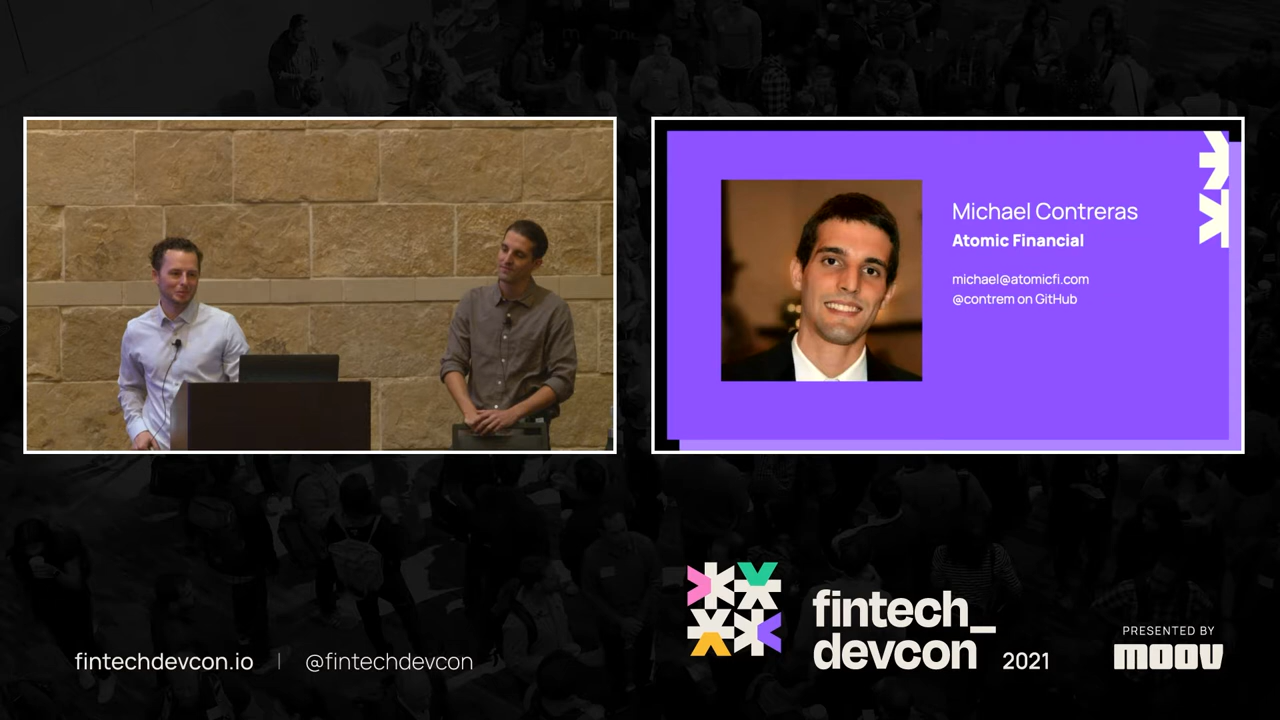 Michael Contreras
Atomic Financial
michael@atomicfi.com
@contrem on GitHub
fintech_
devcon 2021
PRESENTED BY
moov
fintechdevcon.io | @fintechdevcon